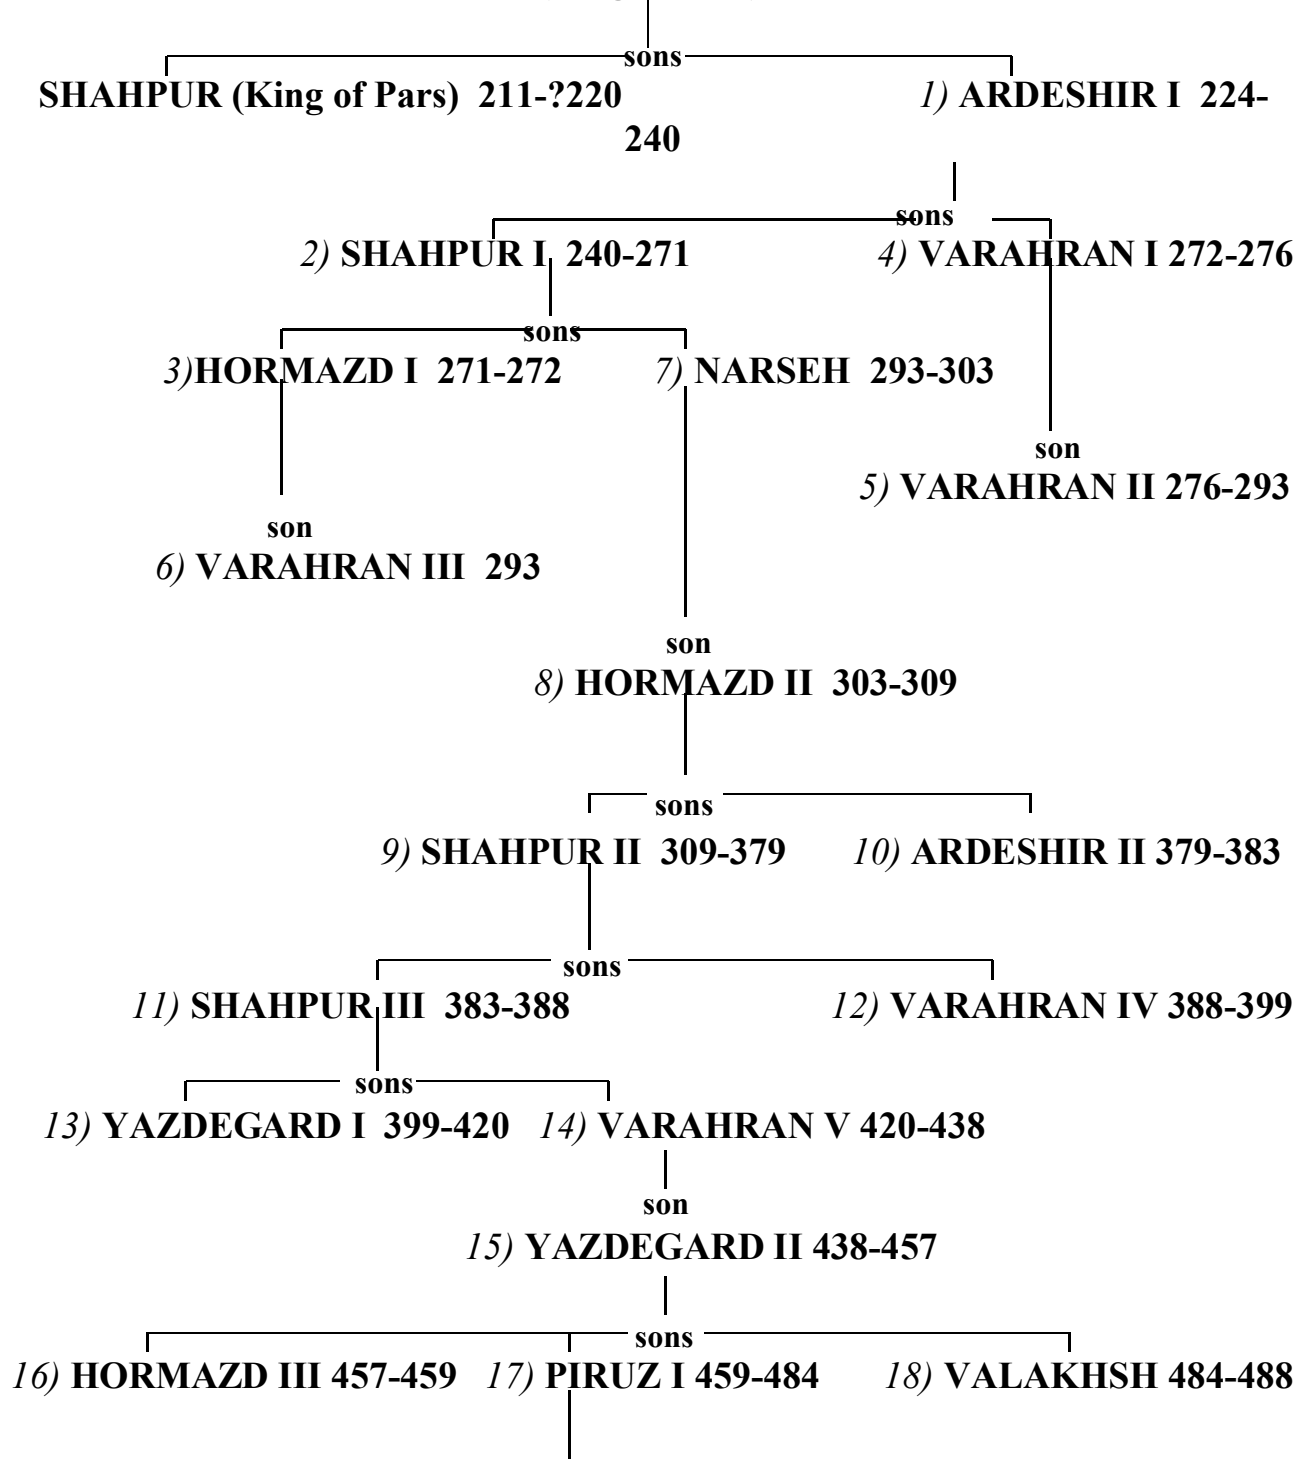 sons
SHAHPUR (King of Pars) 211-?220 1) ARDESHIR I 224-
240
sons
2) SHAHPUR I 240-271 4) VARAHRAN I 272-276
sons
3)HORMAZD I 271-272 7) NARSEH 293-303
son
5) VARAHRAN II 276-293
son
6) VARAHRAN III 293
son
8) HORMAZD II 303-309
sons
9) SHAHPUR II 309-379 10) ARDESHIR II 379-383
sons
11) SHAHPUR III 383-388 12) VARAHRAN IV 388-399
sons
13) YAZDEGARD I 399-420 14) VARAHRAN V 420-438
son
15) YAZDEGARD II 438-457
sons
16) HORMAZD III 457-459 17) PIRUZ I 459-484 18) VALAKHSH 484-488